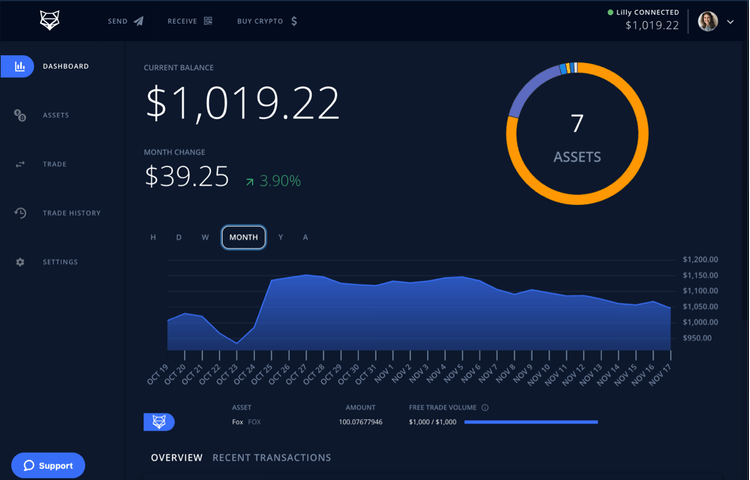 SEND RECEIVE BUY CRYPTO $ Lilly CONNECTED
$1,019.22
DASHBOARD
ASSETS
TRADE
TRADE HISTORY
SETTINGS
Support
CURRENT BALANCE
$1,019.22
MONTH CHANGE
$39.25 3.90%
7
ASSETS
H D W MONTH Y A
$1,200.00
$1,150.00
$1,100.00
$1,050.00
$1,000.00
$950.00
OCT 19 OCT 20 OCT 21 OCT 22 OCT 23 OCT 24 OCT 25 OCT 26 OCT 27 OCT 28 OCT 29 OCT 30 OCT 31 NOV 1 NOV 2 NOV 3 NOV 4 NOV 5 NOV 6 NOV 7 NOV 8 NOV 9 NOV 10 NOV 11 NOV 12 NOV 13 NOV 14 NOV 15 NOV 16 NOV 17
ASSET AMOUNT FREE TRADE VOLUME
Fox FOX 100.07677946 $1,000 / $1,000
OVERVIEW RECENT TRANSACTIONS